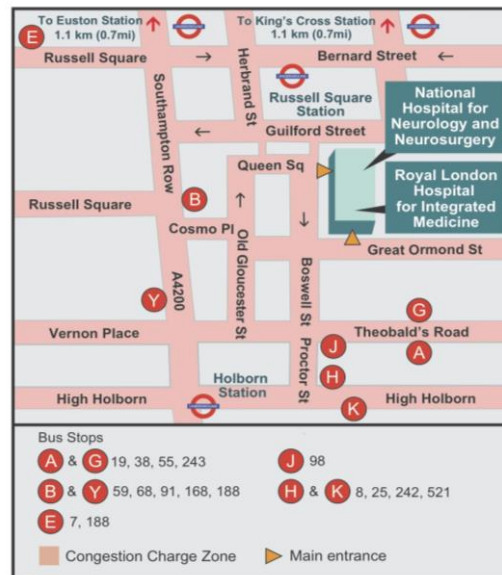 To Euston Station
1.1 km (0.7mi)
To King's Cross Station
1.1 km (0.7mi)
E
Russell Square
Herbrand St
Bernard Street
Southampton Row
Russell Square
Station
National
Hospital for
Neurology and
Neurosurgery
Guilford Street
Queen Sq
Royal London
Hospital
for Integrated
Medicine
B
Russell Square
Cosmo Pl
Old Gloucester St
Great Ormond St
Y
A4200
Boswell St
G
Vernon Place
Theobald's Road
J
A
Proctor St
H
Holborn
Station
High Holborn
K
High Holborn
Bus Stops
A & G 19, 38, 55, 243
J 98
B & Y 59, 68, 91, 168, 188
H & K 8, 25, 242, 521
E 7, 188
Congestion Charge Zone
Main entrance